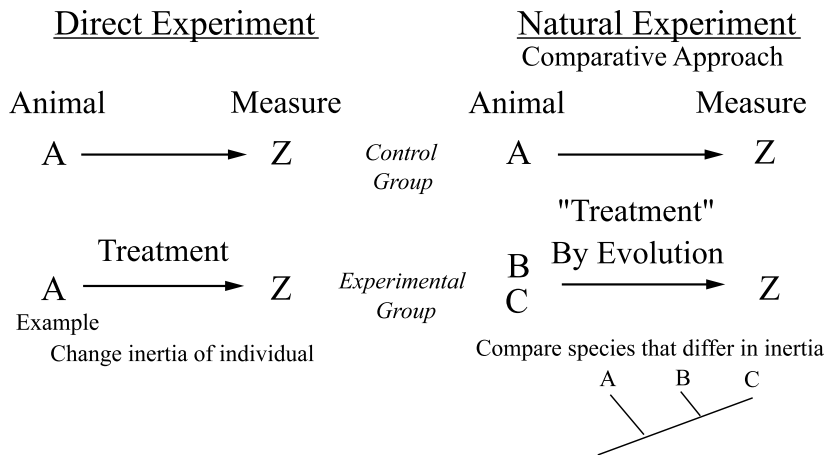 Direct Experiment
Natural Experiment
Comparative Approach
Animal Measure
Animal Measure
A Z
Control
Group
A Z
Treatment
A Z
Example
Change inertia of individual
Experimental
Group
"Treatment"
By Evolution
B
C
Z
Compare species that differ in inertia
A B C